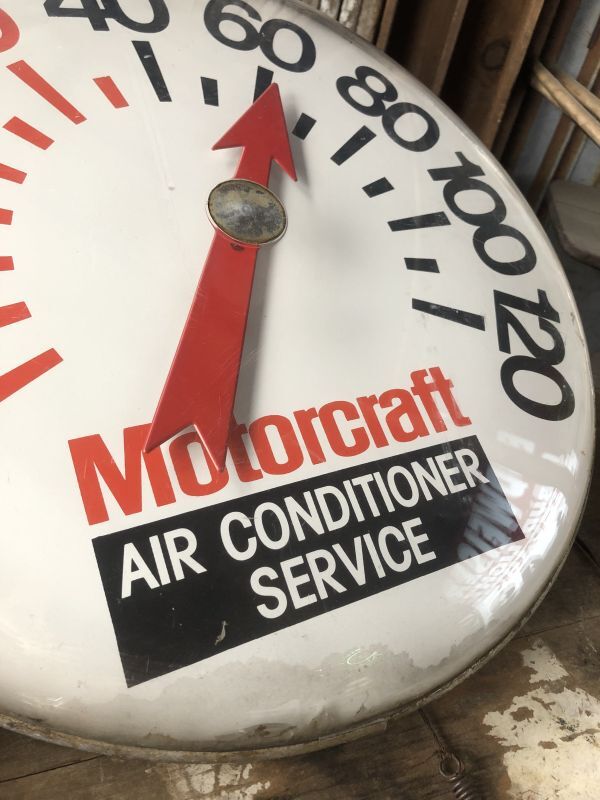 40 60 80 100 120
Motorcraft
AIR CONDITIONER
SERVICE